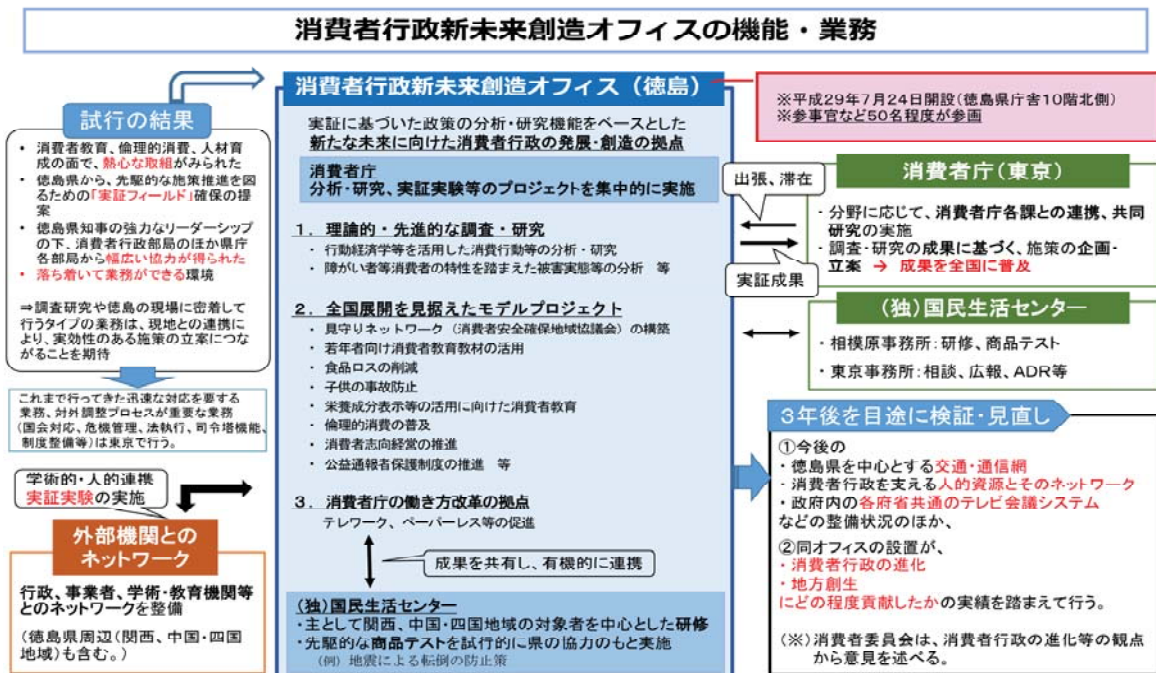 消費者行政新未来創造オフィスの機能・業務
試行の結果
・ 消費者教育、倫理的消費、人材育
成の面で、熱心な取組がみられた
・ 徳島県から、先駆的な施策推進を図
るための「実証フィールド」確保の提
案
・ 徳島県知事の強力なリーダーシップ
の下、消費者行政部局のほか県庁
各部局から幅広い協力が得られた
・ 落ち着いて業務ができる環境
⇒調査研究や徳島の現場に密着して
行うタイプの業務は、現地との連携に
より、実効性のある施策の立案につな
がることを期待
これまで行ってきた迅速な対応を要する
業務、対外調整プロセスが重要な業務
(国会対応、危機管理、法執行、司令塔機能、
制度整備等)は東京で行う。
学術的・人的連携
実証実験の実施
外部機関との
ネットワーク
行政、事業者、学術・教育機関等
とのネットワークを整備
(徳島県周辺(関西、中国・四国
地域)も含む。)
消費者行政新未来創造オフィス(徳島)
実証に基づいた政策の分析・研究機能をベースとした
新たな未来に向けた消費者行政の発展・創造の拠点
消費者庁
分析・研究、実証実験等のプロジェクトを集中的に実施
1. 理論的・先進的な調査・研究
・ 行動経済学等を活用した消費行動等の分析・研究
・ 障がい者等消費者の特性を踏まえた被害実態等の分析 等
2. 全国展開を見据えたモデルプロジェクト
・ 見守りネットワーク(消費者安全確保地域協議会)の構築
・ 若年者向け消費者教育教材の活用
・ 食品ロスの削減
・ 子供の事故防止
・ 栄養成分表示等の活用に向けた消費者教育
・ 倫理的消費の普及
・ 消費者志向経営の推進
・ 公益通報者保護制度の推進 等
3. 消費者庁の働き方改革の拠点
テレワーク、ペーパーレス等の促進
成果を共有し、有機的に連携
(独)国民生活センター
・主として関西、中国・四国地域の対象者を中心とした研修
・先駆的な商品テストを試行的に県の協力のもと実施
(例) 地震による転倒の防止策
※平成29年7月24日開設(徳島県庁舎10階北側)
※参事官など50名程度が参画
出張、滞在
実証成果
消費者庁(東京)
・分野に応じて、消費者庁各課との連携、共同
研究の実施
・調査・研究の成果に基づく、施策の企画・
立案 → 成果を全国に普及
(独)国民生活センター
・相模原事務所:研修、商品テスト
・東京事務所:相談、広報、ADR等
3年後を目途に検証・見直し
①今後の
・徳島県を中心とする交通・通信網
・消費者行政を支える人的資源とそのネットワーク
・政府内の各府省共通のテレビ会議システム
などの整備状況のほか、
②同オフィスの設置が、
・消費者行政の進化
・地方創生
にどの程度貢献したかの実績を踏まえて行う。
(※)消費者委員会は、消費者行政の進化等の観点
から意見を述べる。